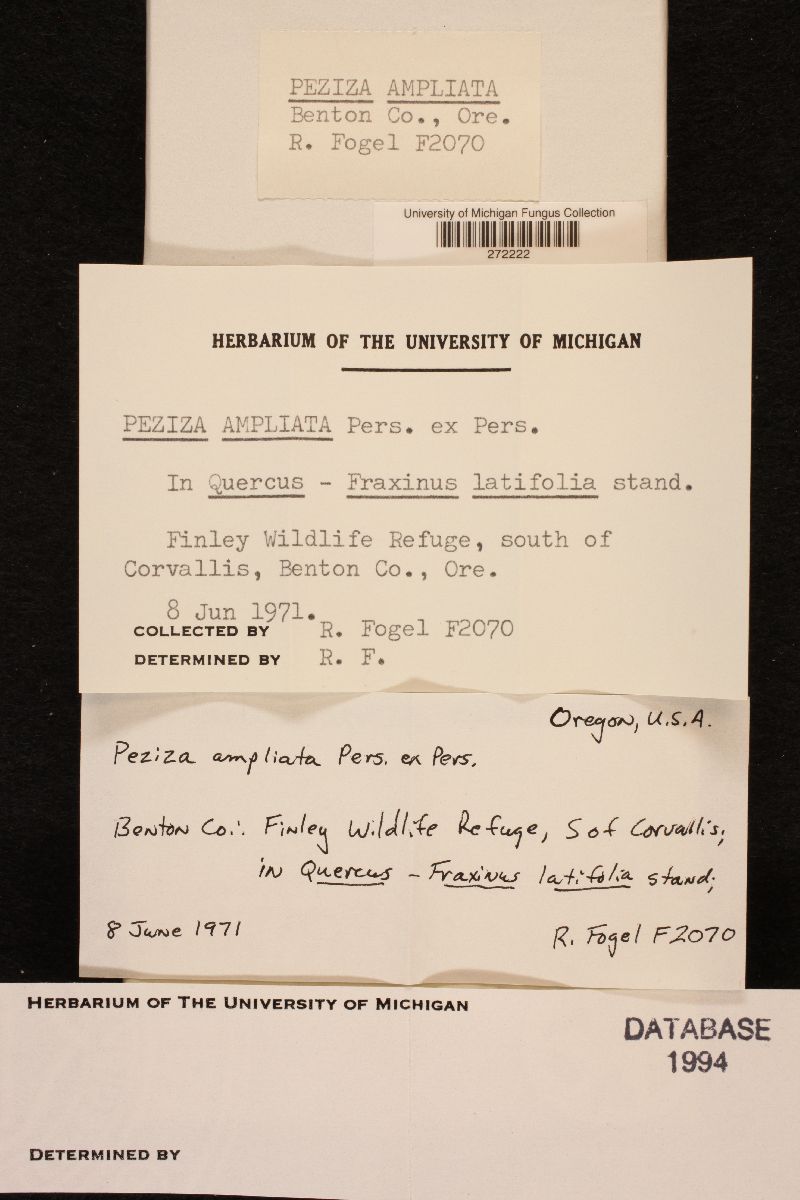 PEZIZA AMPLIATA
Benton Co., Ore.
R. Fogel F2070
University of Michigan Fungus Collection
272222
HERBARIUM OF THE UNIVERSITY OF MICHIGAN
PEZIZA AMPLIATA Pers. ex Pers.
In Quercus - Fraxinus latifolia stand.
Finley Wildlife Refuge, south of
Corvallis, Benton Co., Ore.
8 Jun 1971.
COLLECTED BY R. Fogel F2070
DETERMINED BY R. F.
Oregon, U.S.A.
Peziza ampliata Pers. ex Pers.
Benton Co.: Finley Wildlife Refuge, S of Corvallis;
in Quercus - Fraxinus latifolia stand;
8 June 1971 R. Fogel F2070
HERBARIUM OF THE UNIVERSITY OF MICHIGAN
DATABASE
1994
DETERMINED BY